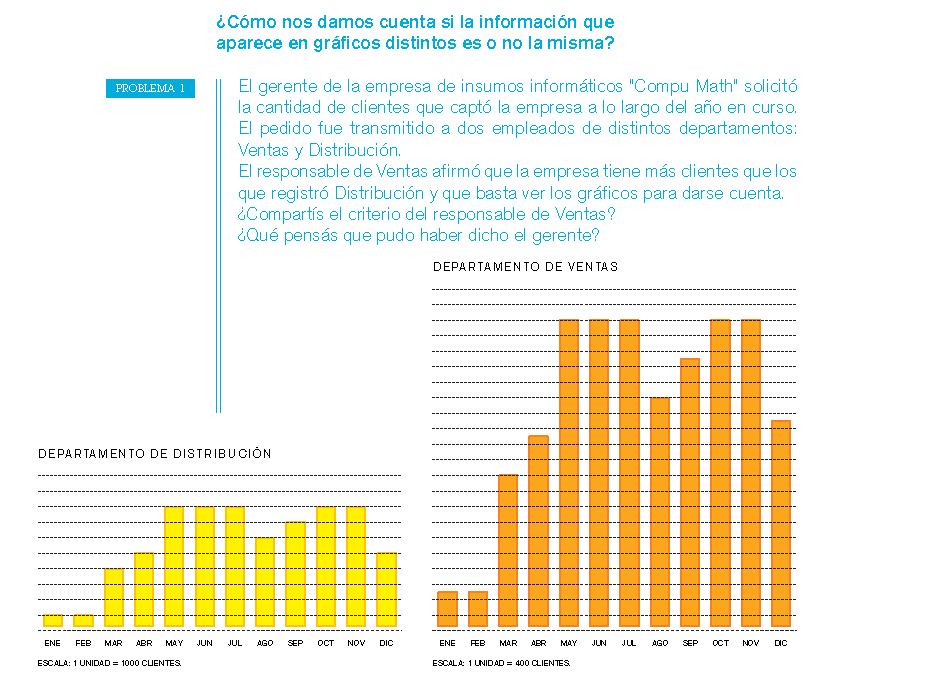 ¿Cómo nos damos cuenta si la información que
aparece en gráficos distintos es o no la misma?
PROBLEMA 1
El gerente de la empresa de insumos informáticos "Compu Math" solicitó
la cantidad de clientes que captó la empresa a lo largo del año en curso.
El pedido fue transmitido a dos empleados de distintos departamentos:
Ventas y Distribución.
El responsable de Ventas afirmó que la empresa tiene más clientes que los
que registró Distribución y que basta ver los gráficos para darse cuenta.
¿Compartís el criterio del responsable de Ventas?
¿Qué pensás que pudo haber dicho el gerente?
DEPARTAMENTO DE VENTAS
DEPARTAMENTO DE DISTRIBUCIÓN
ENE FEB MAR ABR MAY JUN JUL AGO SEP OCT NOV DIC
ESCALA: 1 UNIDAD = 1000 CLIENTES.
ENE FEB MAR ABR MAY JUN JUL AGO SEP OCT NOV DIC
ESCALA: 1 UNIDAD = 400 CLIENTES.